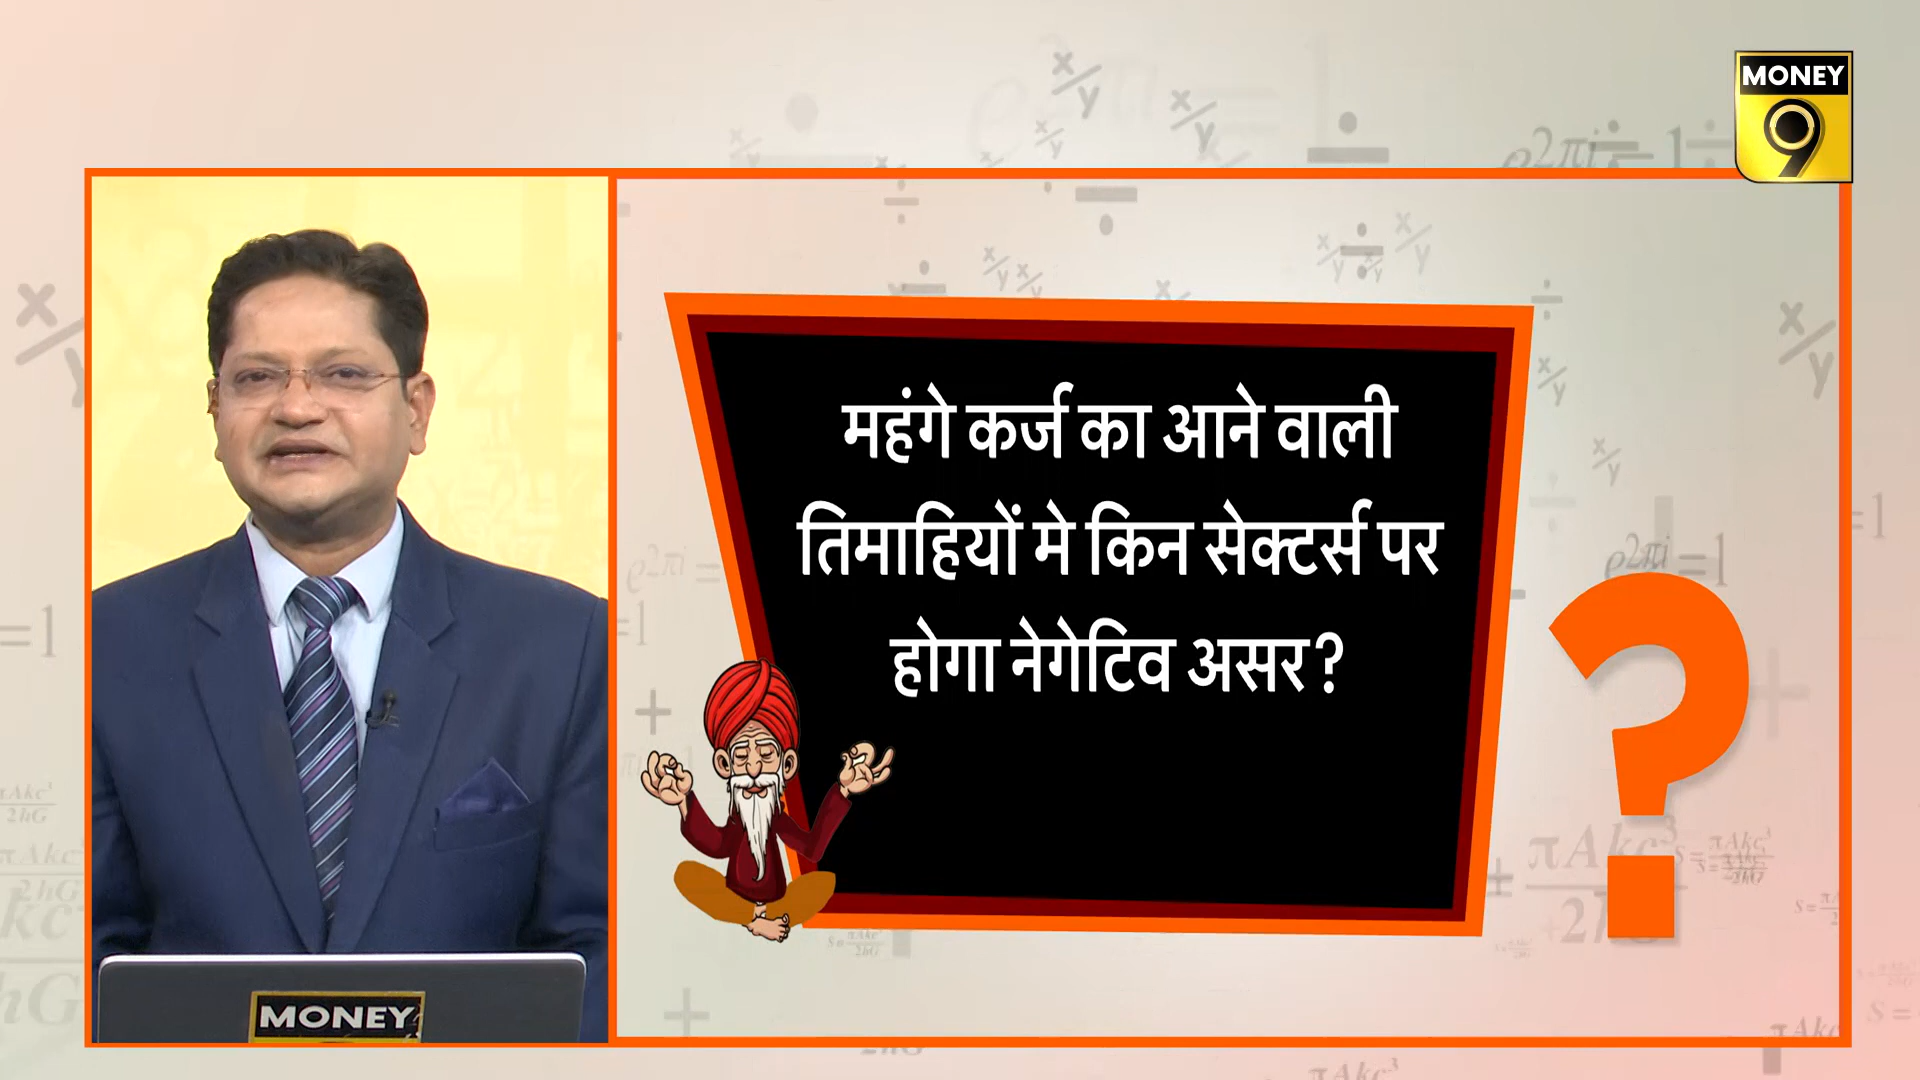 MONEY
9
महंगे कर्ज का आने वाली
तिमाहियों मे किन सेक्टर्स पर
होगा नेगेटिव असर?
?
MONEY